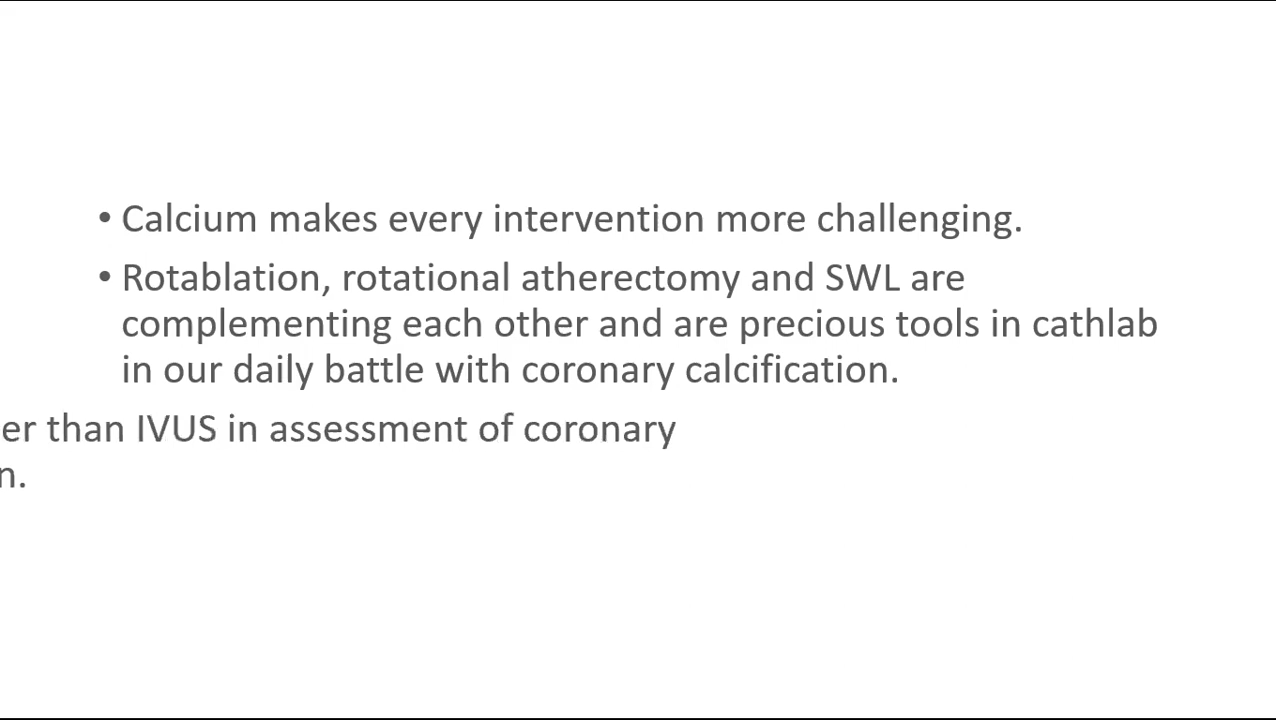 • Calcium makes every intervention more challenging.
• Rotablation, rotational atherectomy and SWL are
complementing each other and are precious tools in cathlab
in our daily battle with coronary calcification.
er than IVUS in assessment of coronary
n.